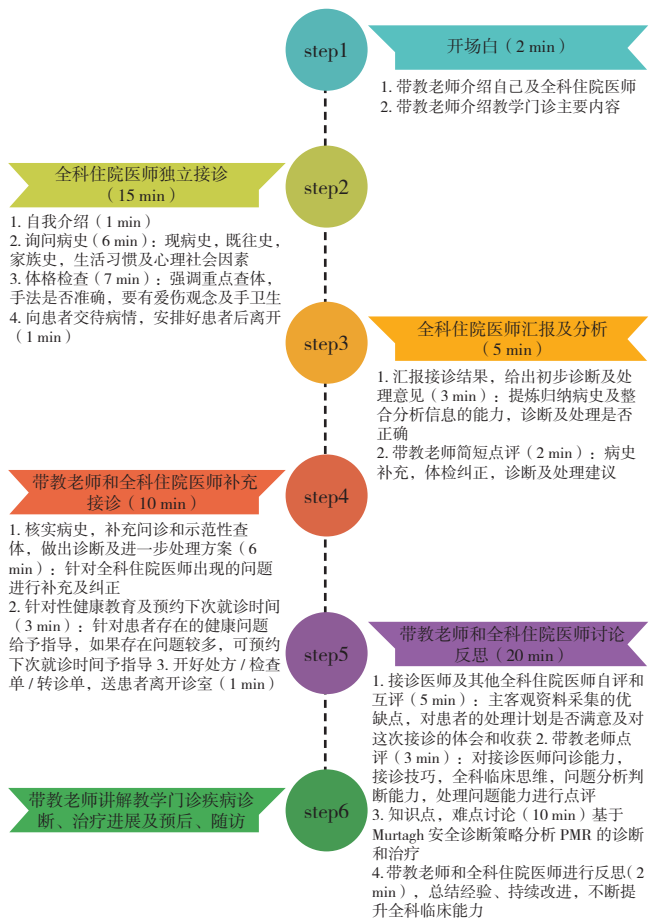 step1
开场白（2 min）
1. 带教老师介绍自己及全科住院医师
2. 带教老师介绍教学门诊主要内容
全科住院医师独立接诊
（15 min）
step2
1. 自我介绍（1 min）
2. 询问病史（6 min）：现病史，既往史，
家族史，生活习惯及心理社会因素
3. 体格检查（7 min）：强调重点查体，
手法是否准确，要有爱伤观念及手卫生
4. 向患者交待病情，安排好患者后离开
（1 min）
step3
全科住院医师汇报及分析
（5 min）
1. 汇报接诊结果，给出初步诊断及处
理意见（3 min）：提炼归纳病史及整
合分析信息的能力，诊断及处理是否
正确
2. 带教老师简短点评（2 min）：病史
补充，体检纠正，诊断及处理建议
带教老师和全科住院医师补充
接诊（10 min）
step4
1. 核实病史，补充问诊和示范性查
体，做出诊断及进一步处理方案（6
min）：针对全科住院医师出现的问题
进行补充及纠正
2. 针对性健康教育及预约下次就诊时间
（3 min）：针对患者存在的健康问题
给予指导，如果存在问题较多，可预约
下次就诊时间予指导 3. 开好处方 / 检查
单 / 转诊单，送患者离开诊室（1 min）
step5
带教老师和全科住院医师讨论
反思（20 min）
1. 接诊医师及其他全科住院医师自评和
互评（5 min）：主客观资料采集的优
缺点，对患者的处理计划是否满意及对
这次接诊的体会和收获 2. 带教老师点
评（3 min）：对接诊医师问诊能力，
接诊技巧，全科临床思维，问题分析判
断能力，处理问题能力进行点评
3. 知识点，难点讨论（10 min）基于
Murtagh 安全诊断策略分析 PMR 的诊断
和治疗
4. 带教老师和全科住院医师进行反思（2
min），总结经验、持续改进，不断提
升全科临床能力
带教老师讲解教学门诊疾病诊
断、治疗进展及预后、随访
step6